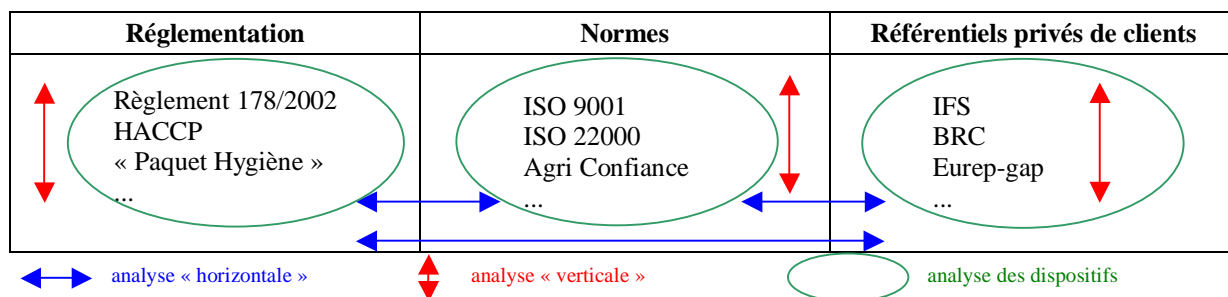 Réglementation
Normes
Référentiels privés de clients
Règlement 178/2002
HACCP
« Paquet Hygiène »
...
ISO 9001
ISO 22000
Agri Confiance
...
IFS
BRC
Eurep-gap
...
analyse « horizontale »
analyse « verticale »
analyse des dispositifs